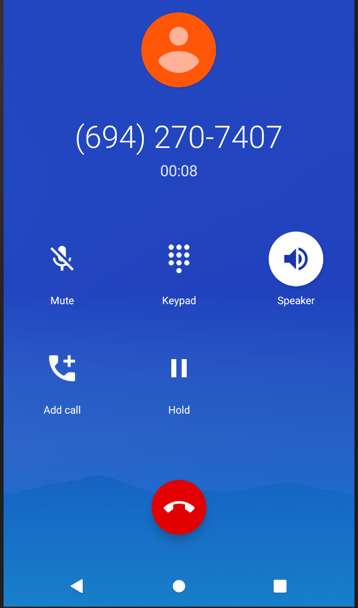 (694) 270-7407
00:08
Mute
Keypad
Speaker
Add call
Hold